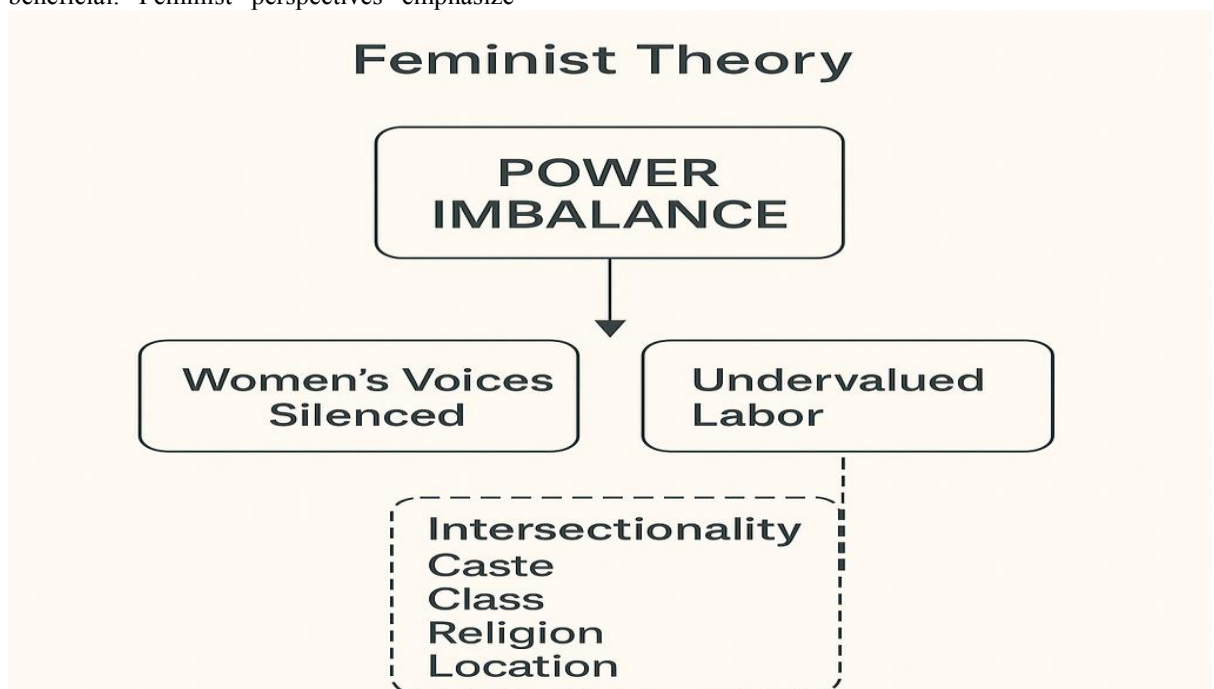 beneficial. Feminist perspectives emphasize
Feminist Theory
POWER
IMBALANCE
Women's Voices
Silenced
Undervalued
Labor
Intersectionality
Caste
Class
Religion
Location